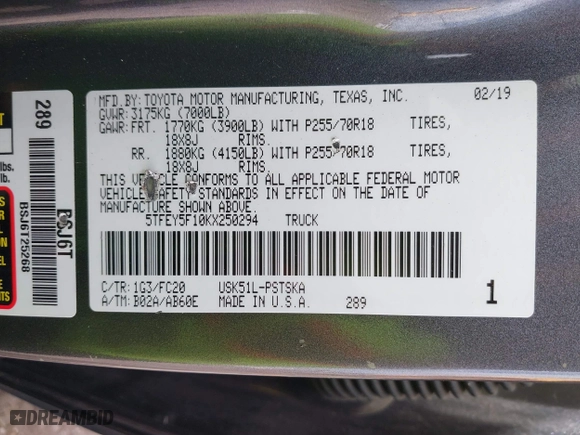 MFD.BY: TOYOTA MOTOR MANUFACTURING, TEXAS, INC. 02/19
GVWR: 3175KG (7000LB)
GAWR: FRT. 1770KG (3900LB) WITH P255/70R18 TIRES,
18X8J RIMS.
RR. 1880KG (4150LB) WITH P255/70R18 TIRES,
18X8J RIMS.
THIS VEHICLE CONFORMS TO ALL APPLICABLE FEDERAL MOTOR
VEHICLE SAFETY STANDARDS IN EFFECT ON THE DATE OF
MANUFACTURE SHOWN ABOVE.
5TFEY5F10KX250294 TRUCK
C/TR: 1G3/FC20 USK51L-PSTSKA
A/TM: B02A/AB60E MADE IN U.S.A. 289 1
289
BSJ6T
BSJ6T25268
lbs.
lb.
DREAMBID